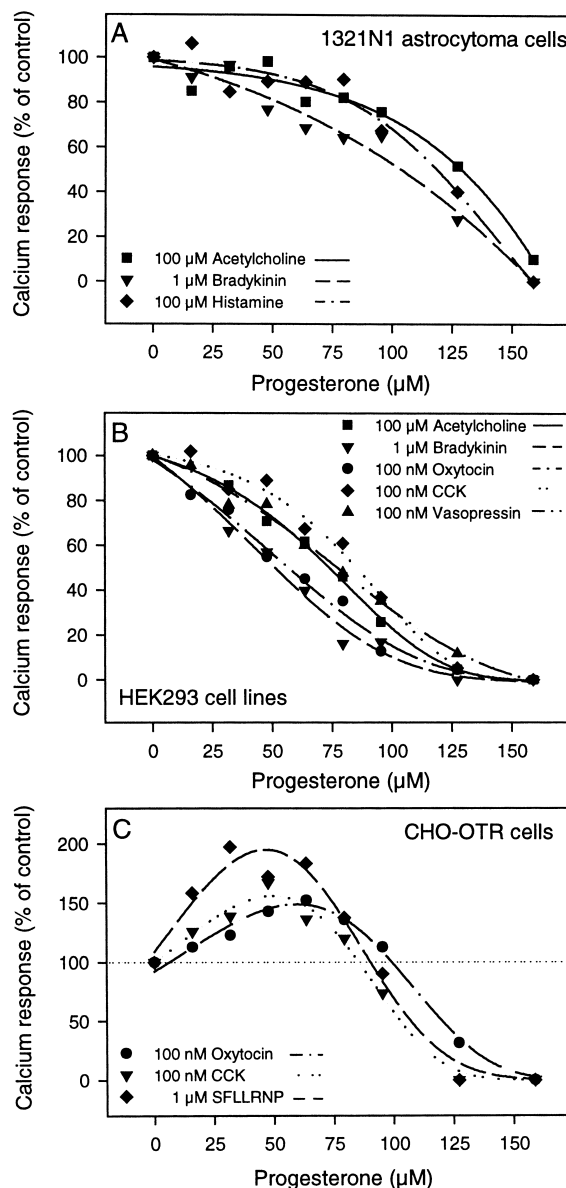 A
1321N1 astrocytoma cells
Calcium response (% of control)
100
80
60
40
20
0
100 µM Acetylcholine
1 µM Bradykinin
100 µM Histamine
0 25 50 75 100 125 150
Progesterone (µM)
B
100 µM Acetylcholine
1 µM Bradykinin
100 nM Oxytocin
100 nM CCK
100 nM Vasopressin
Calcium response (% of control)
100
80
60
40
20
0
HEK293 cell lines
0 25 50 75 100 125 150
Progesterone (µM)
C
CHO-OTR cells
Calcium response (% of control)
200
150
100
50
0
100 nM Oxytocin
100 nM CCK
1 µM SFLLRNP
0 25 50 75 100 125 150
Progesterone (µM)